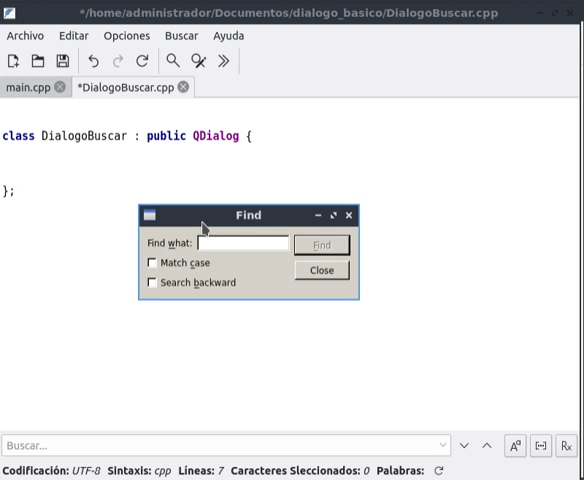 */home/administrador/Documentos/dialogo_basico/DialogoBuscar.cpp
Archivo Editar Opciones Buscar Ayuda
main.cpp *DialogoBuscar.cpp
class DialogoBuscar : public QDialog {
};
Find
Find what: Find
Match case
Close
Search backward
Buscar...
Codificación: UTF-8 Sintaxis: cpp Líneas: 7 Caracteres Sleccionados: 0 Palabras: